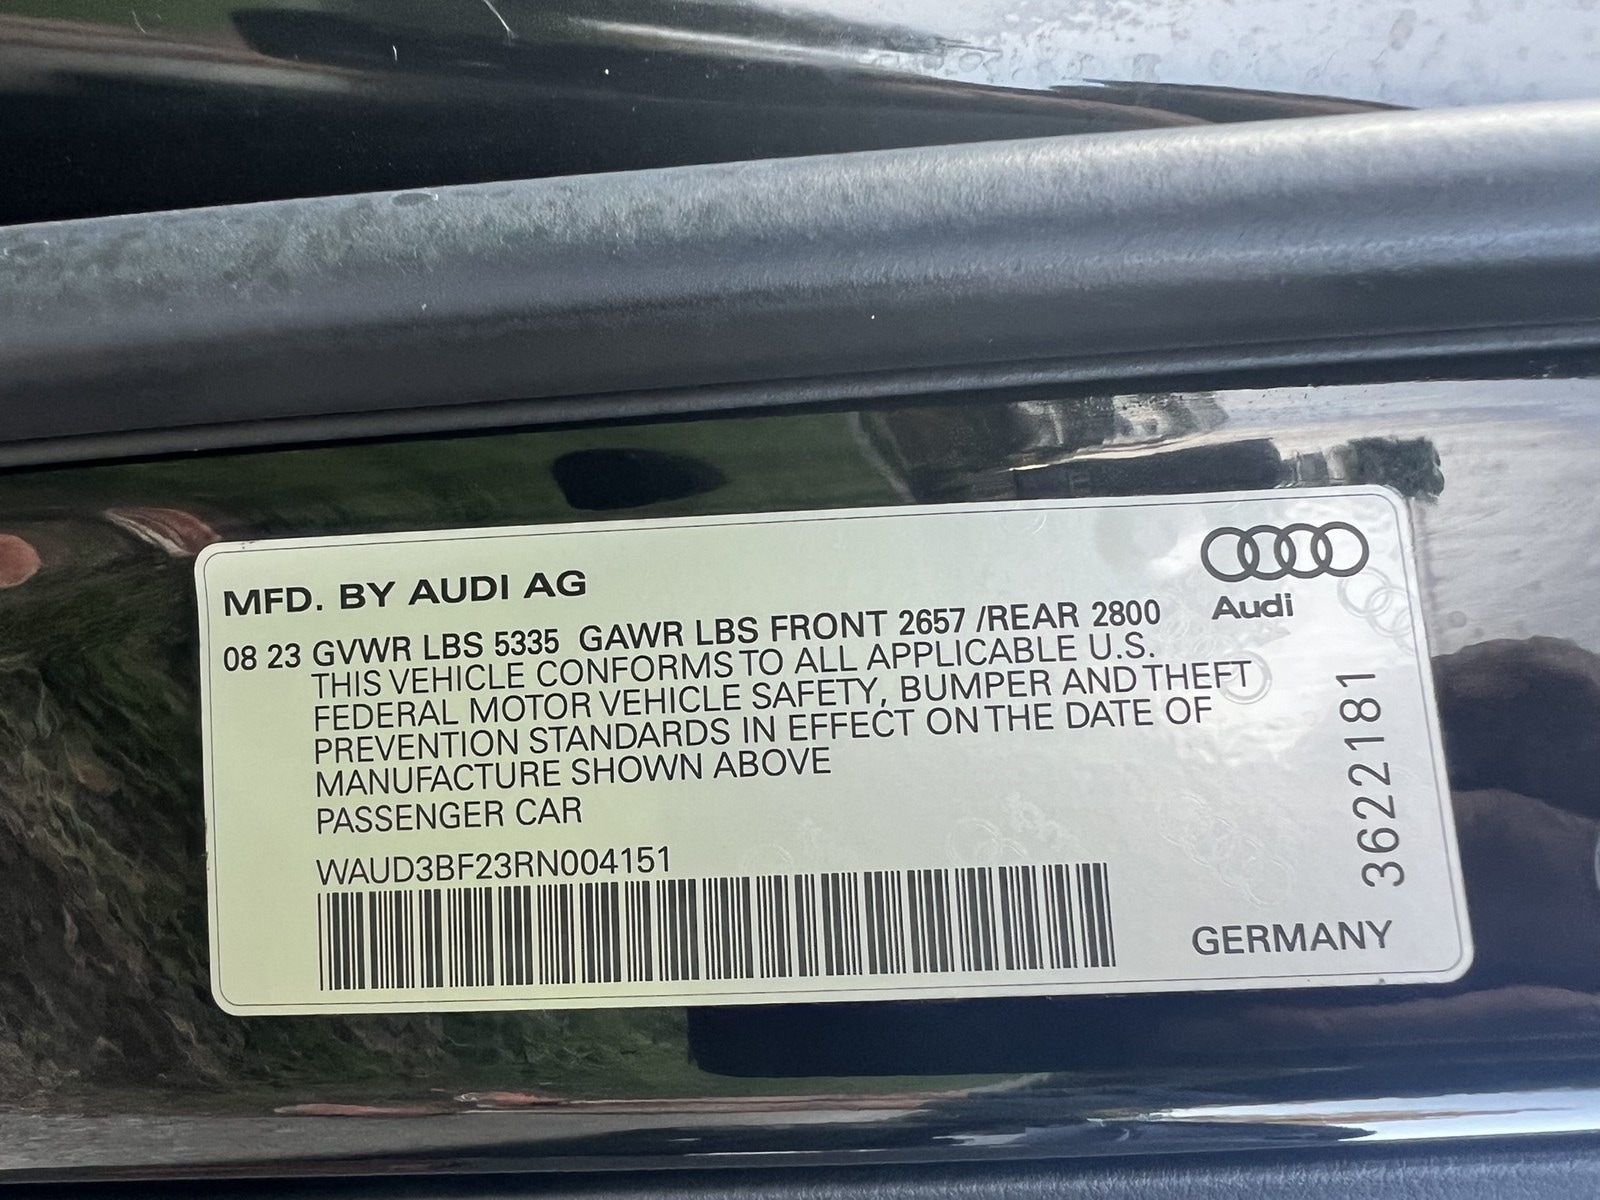 MFD. BY AUDI AG
Audi
08 23 GVWR LBS 5335 GAWR LBS FRONT 2657 /REAR 2800
THIS VEHICLE CONFORMS TO ALL APPLICABLE U.S.
FEDERAL MOTOR VEHICLE SAFETY, BUMPER AND THEFT
PREVENTION STANDARDS IN EFFECT ON THE DATE OF
MANUFACTURE SHOWN ABOVE
PASSENGER CAR
WAUD3BF23RN004151
3622181
GERMANY